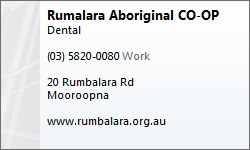 Rumalara Aboriginal CO-OP
Dental
(03) 5820-0080 Work
20 Rumbalara Rd
Mooroopna
www.rumbalara.org.au